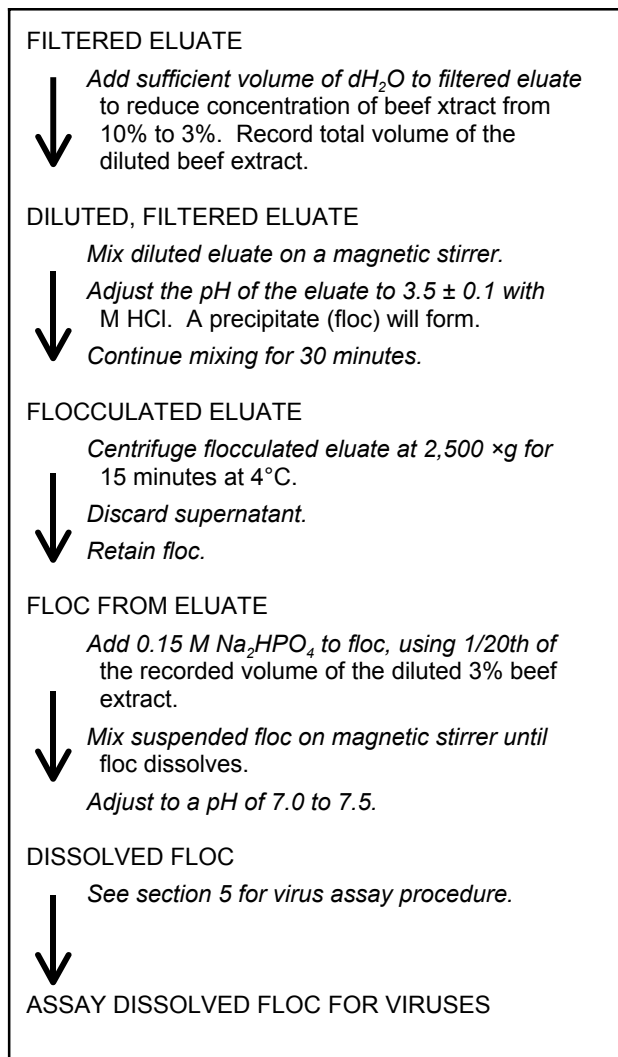 FILTERED ELUATE
Add sufficient volume of dH₂O to filtered eluate
to reduce concentration of beef xtract from
10% to 3%. Record total volume of the
diluted beef extract.
DILUTED, FILTERED ELUATE
Mix diluted eluate on a magnetic stirrer.
Adjust the pH of the eluate to 3.5 ± 0.1 with
M HCl. A precipitate (floc) will form.
Continue mixing for 30 minutes.
FLOCCULATED ELUATE
Centrifuge flocculated eluate at 2,500 ×g for
15 minutes at 4°C.
Discard supernatant.
Retain floc.
FLOC FROM ELUATE
Add 0.15 M Na₂HPO₄ to floc, using 1/20th of
the recorded volume of the diluted 3% beef
extract.
Mix suspended floc on magnetic stirrer until
floc dissolves.
Adjust to a pH of 7.0 to 7.5.
DISSOLVED FLOC
See section 5 for virus assay procedure.
ASSAY DISSOLVED FLOC FOR VIRUSES